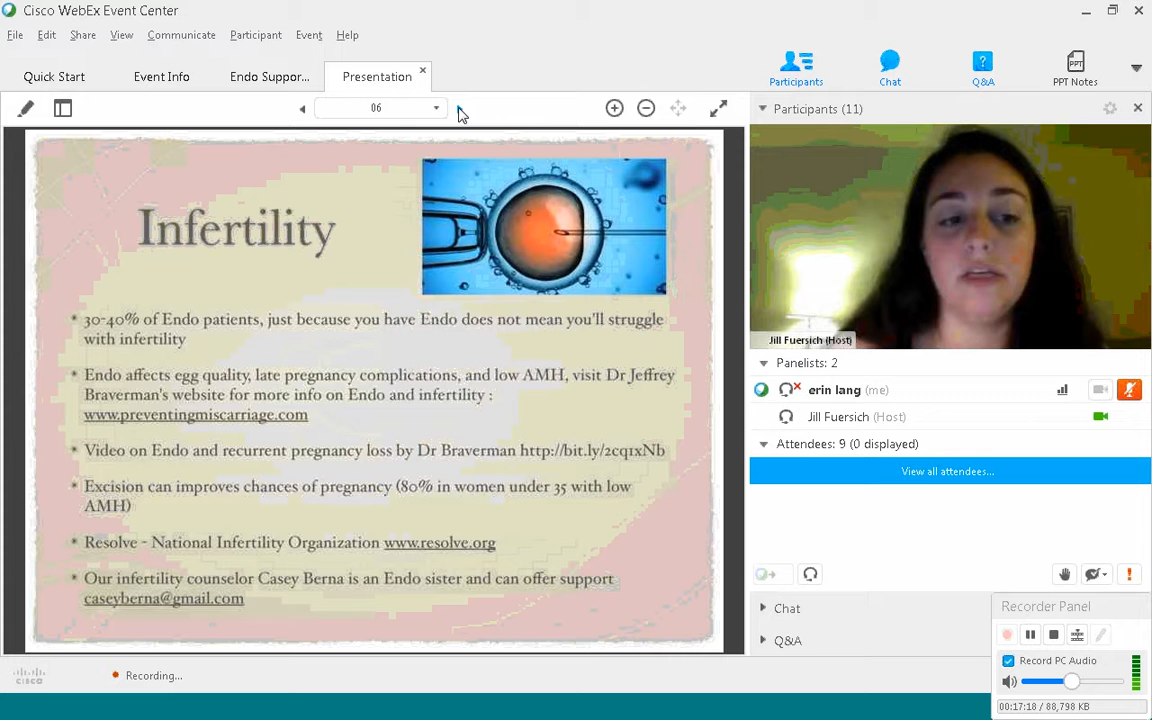 Cisco WebEx Event Center
File Edit Share View Communicate Participant Event Help
Quick Start Event Info Endo Suppor... Presentation
Participants Chat Q&A PPT Notes
06
Participants (11)
Infertility
* 30-40% of Endo patients, just because you have Endo does not mean you'll struggle
with infertility
* Endo affects egg quality, late pregnancy complications, and low AMH, visit Dr Jeffrey
Braverman's website for more info on Endo and infertility :
www.preventingmiscarriage.com
* Video on Endo and recurrent pregnancy loss by Dr Braverman http://bit.ly/2cq1xNb
* Excision can improves chances of pregnancy (80% in women under 35 with low
AMH)
* Resolve - National Infertility Organization www.resolve.org
* Our infertility counselor Casey Berna is an Endo sister and can offer support
caseyberna@gmail.com
Jill Fuersich (Host)
Panelists: 2
erin lang (me)
Jill Fuersich (Host)
Attendees: 9 (0 displayed)
View all attendees...
Chat
Q&A
Recorder Panel
Record PC Audio
00:17:18 / 88,798 KB
cisco
Recording...